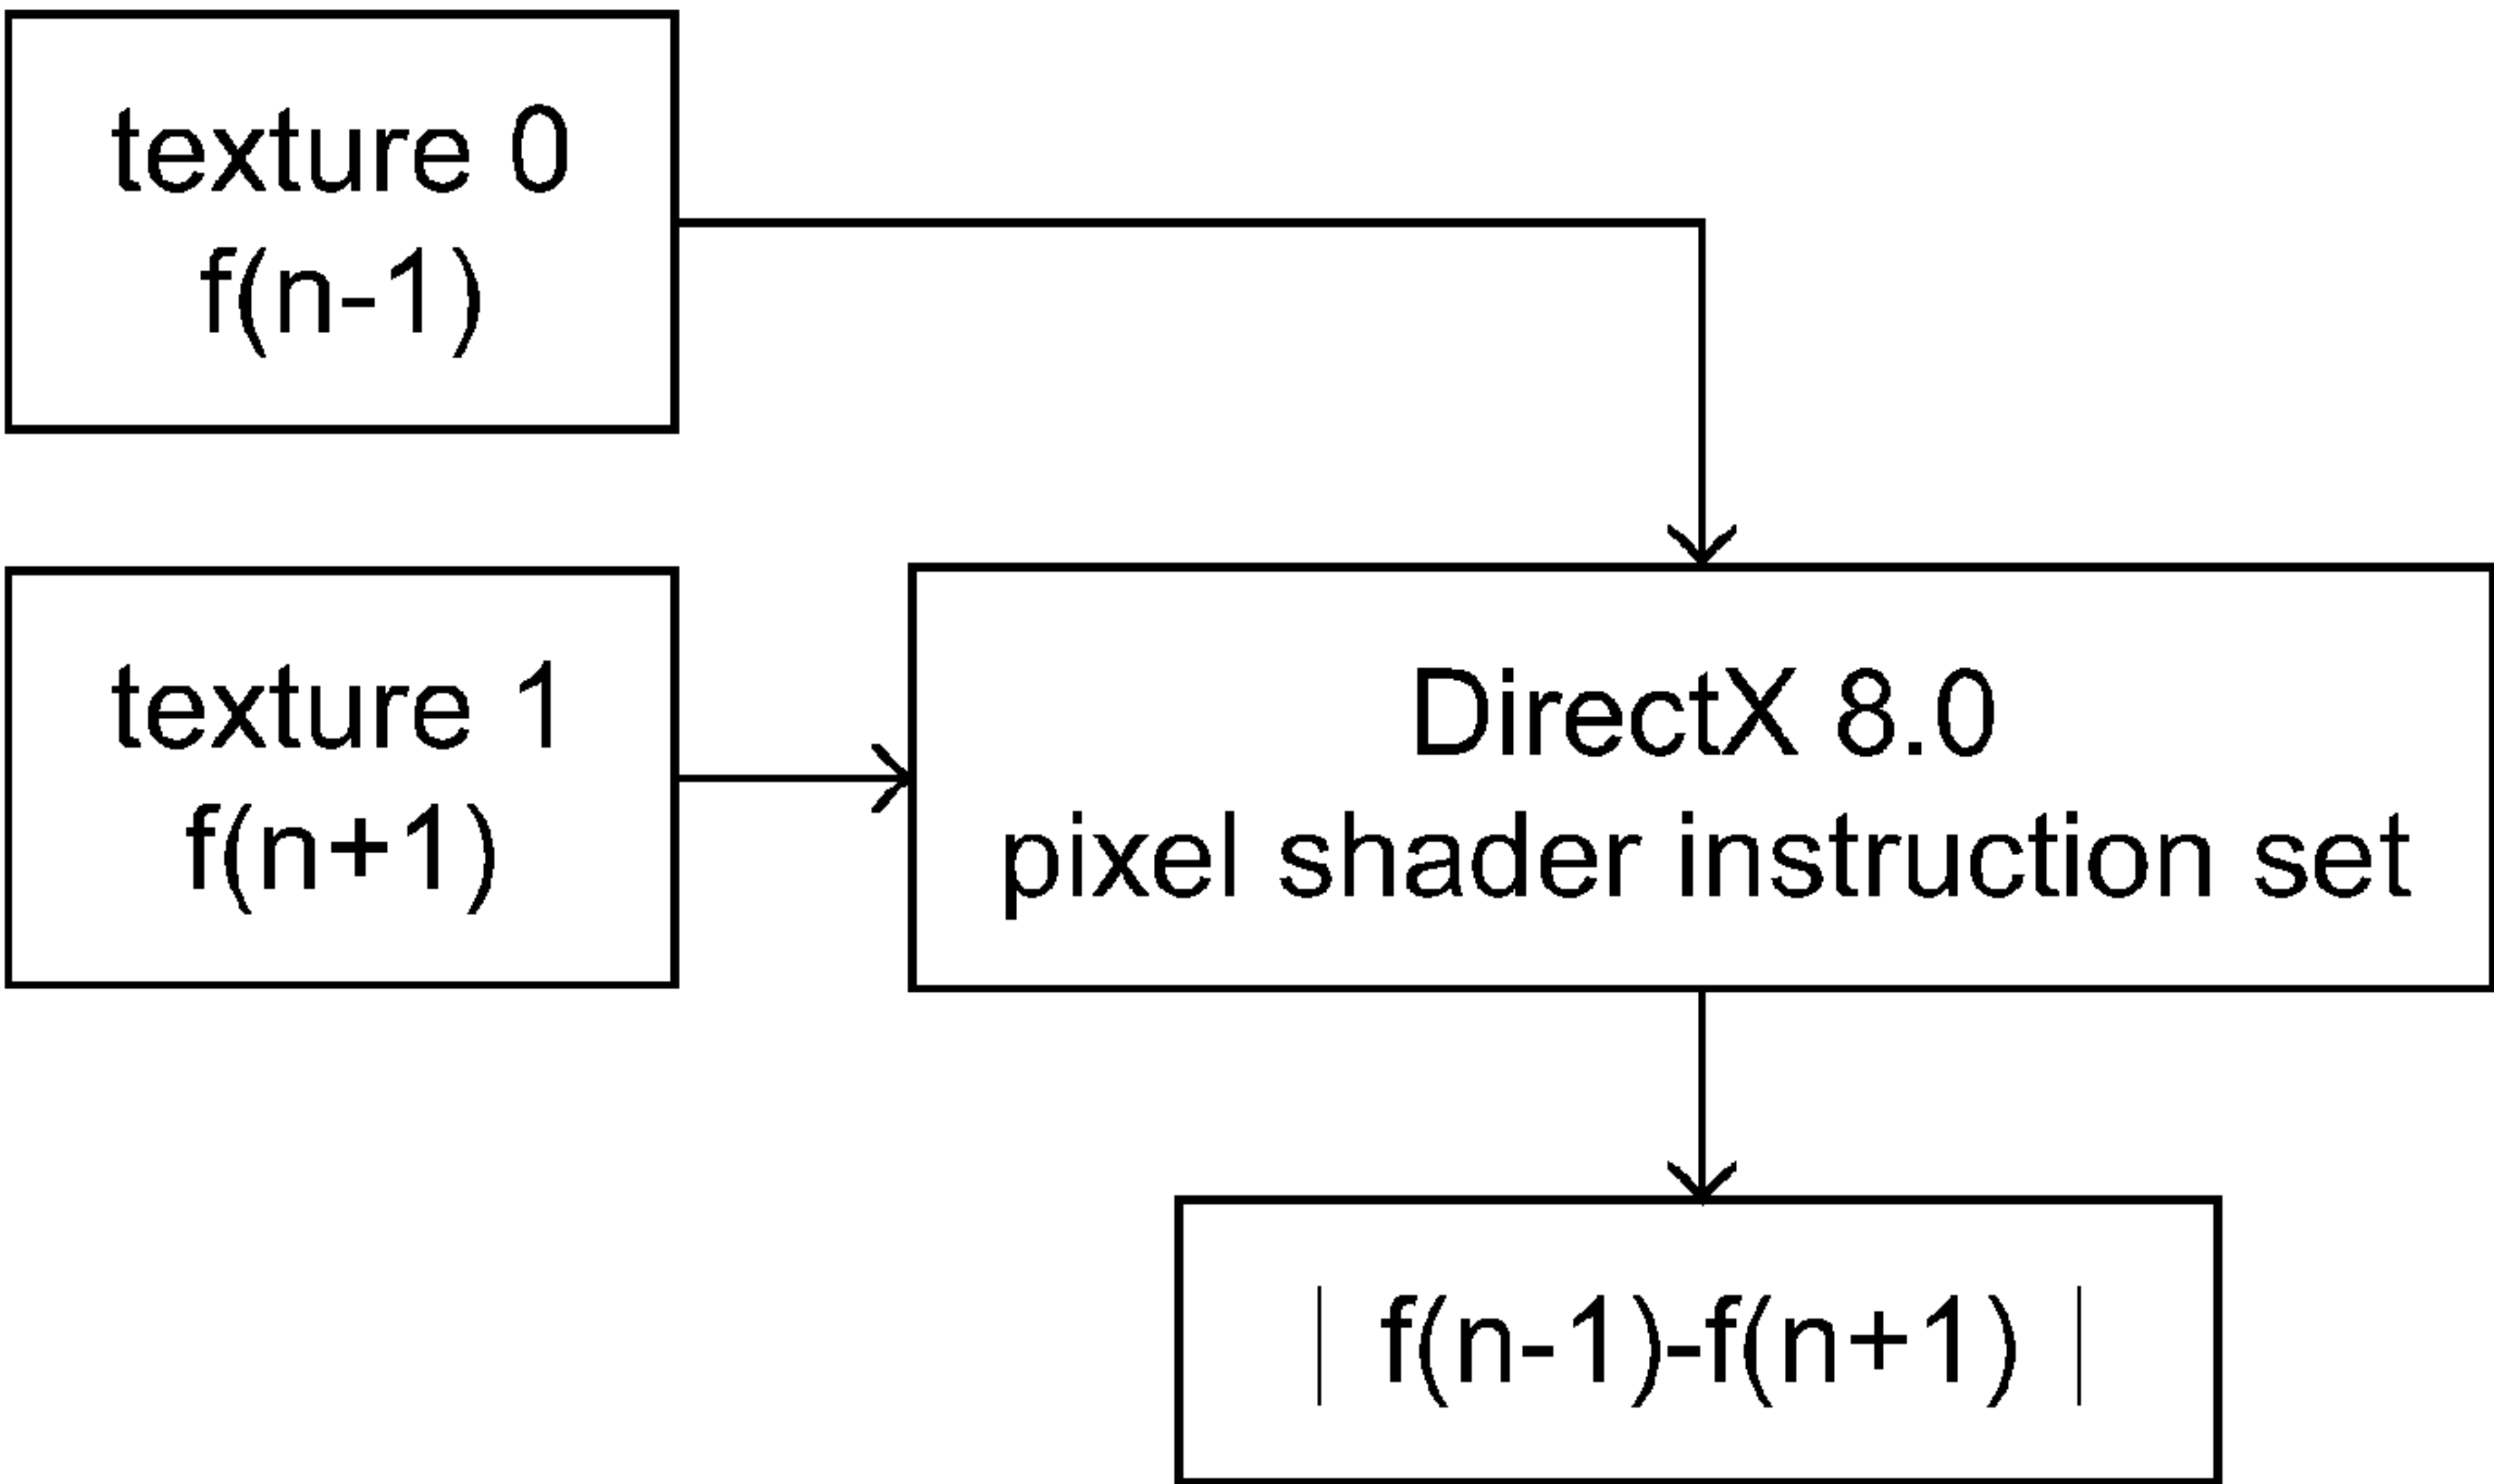 texture 0
f(n-1)
texture 1
f(n+1)
DirectX 8.0
pixel shader instruction set
| f(n-1)-f(n+1) |